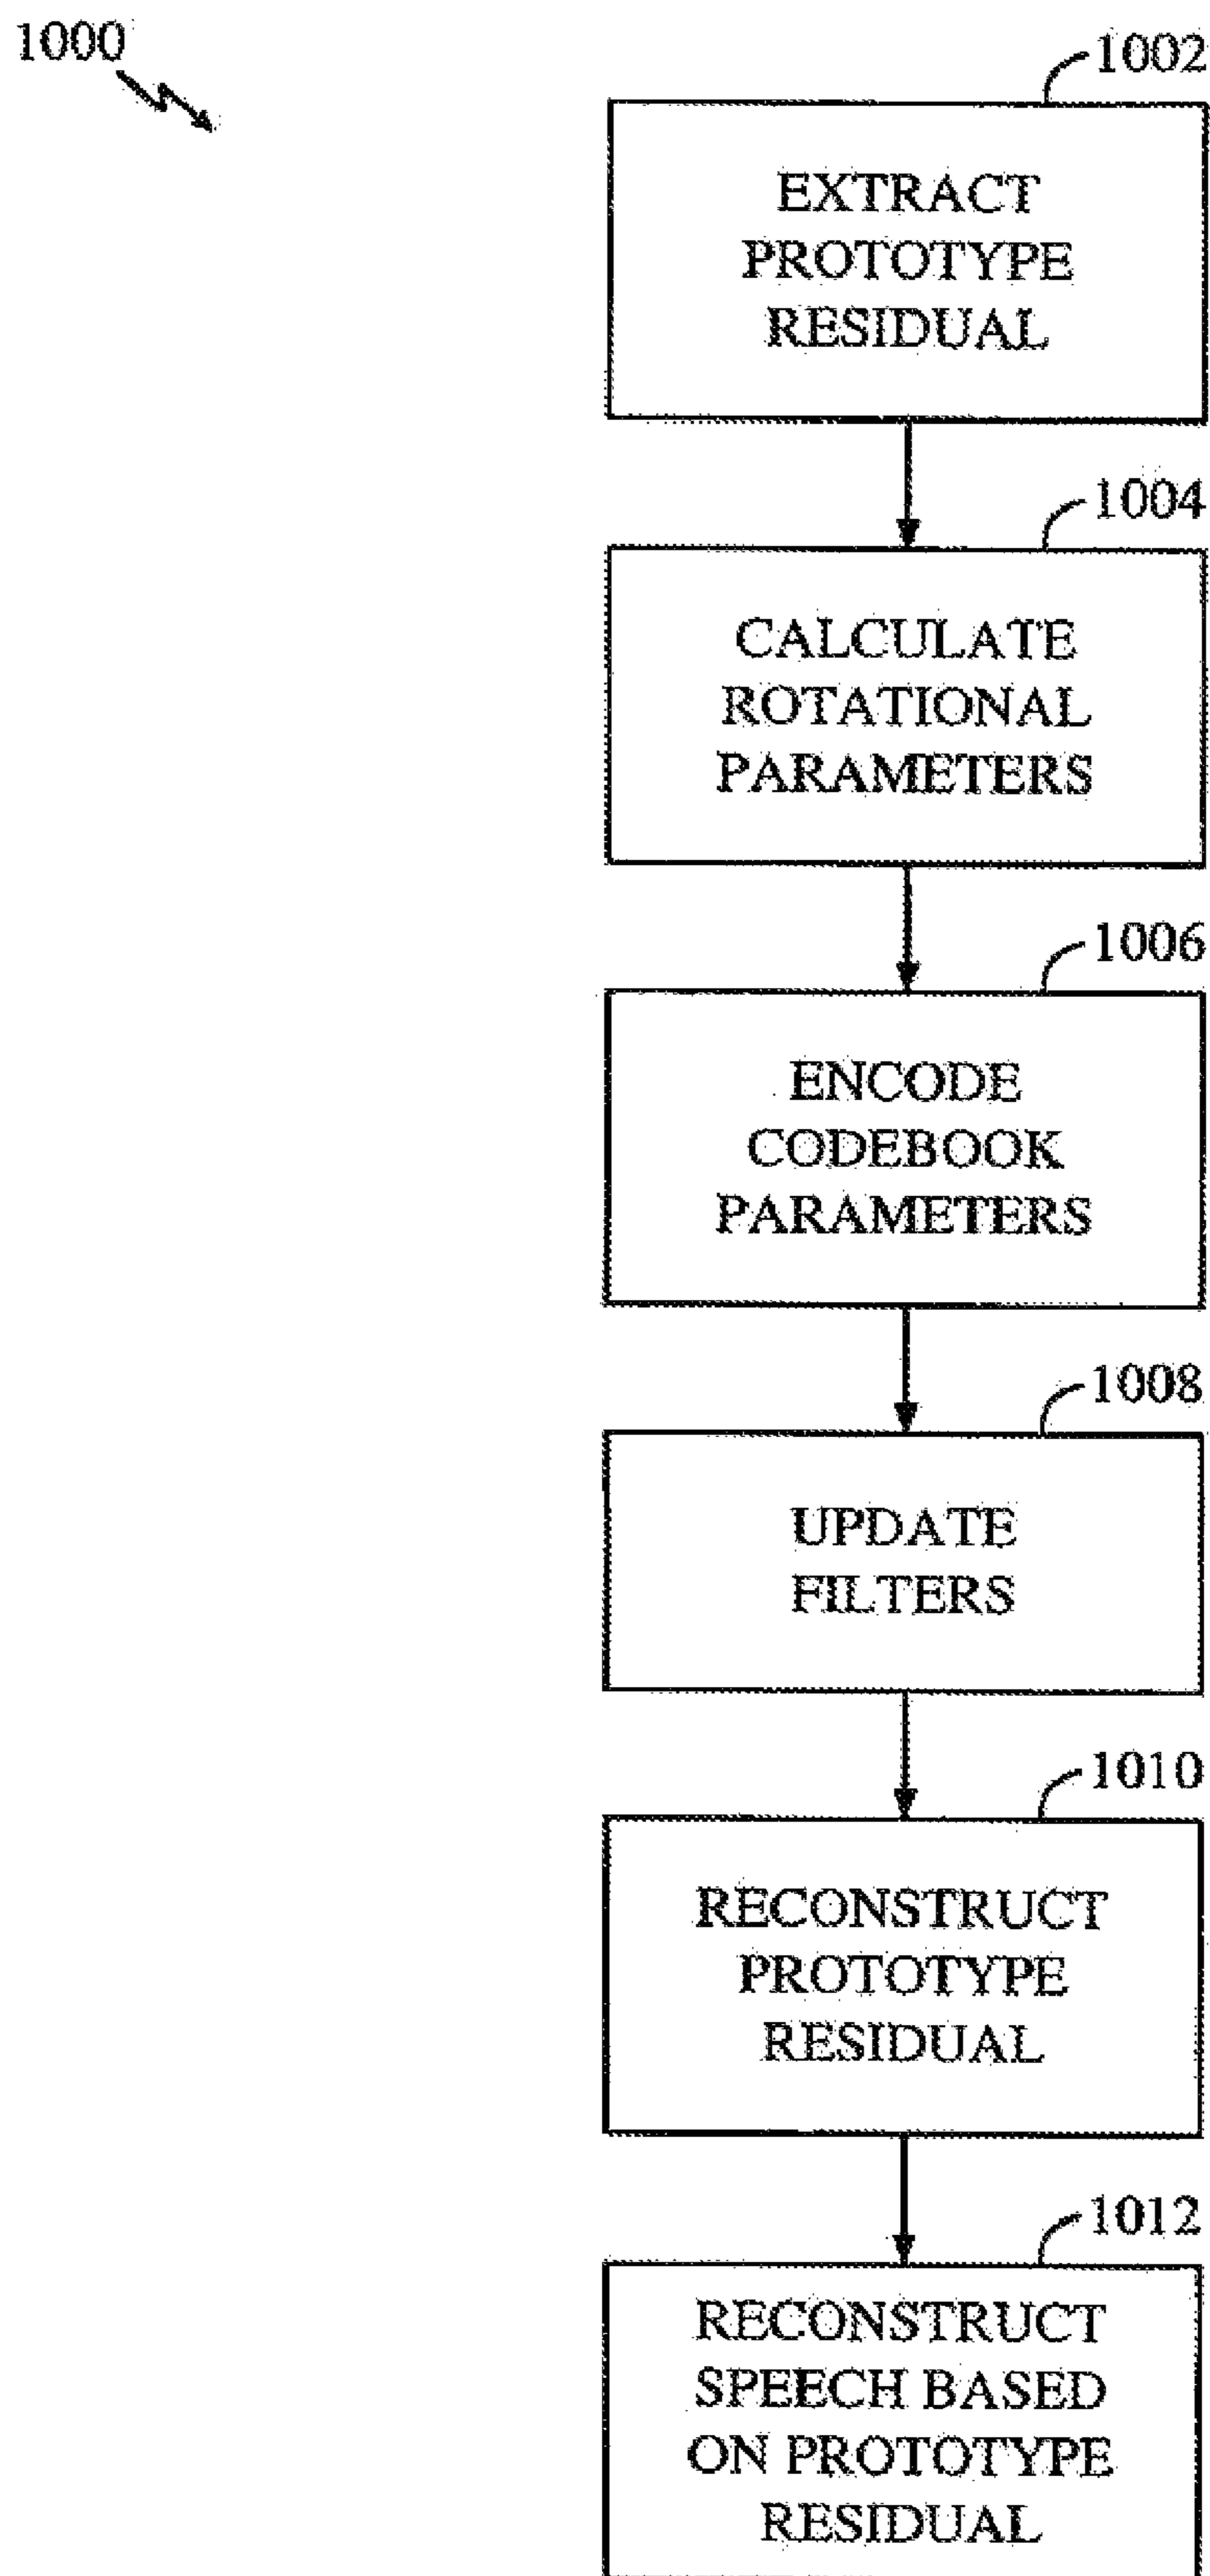 1000
1002
EXTRACT
PROTOTYPE
RESIDUAL
1004
CALCULATE
ROTATIONAL
PARAMETERS
1006
ENCODE
CODEBOOK
PARAMETERS
1008
UPDATE
FILTERS
1010
RECONSTRUCT
PROTOTYPE
RESIDUAL
1012
RECONSTRUCT
SPEECH BASED
ON PROTOTYPE
RESIDUAL